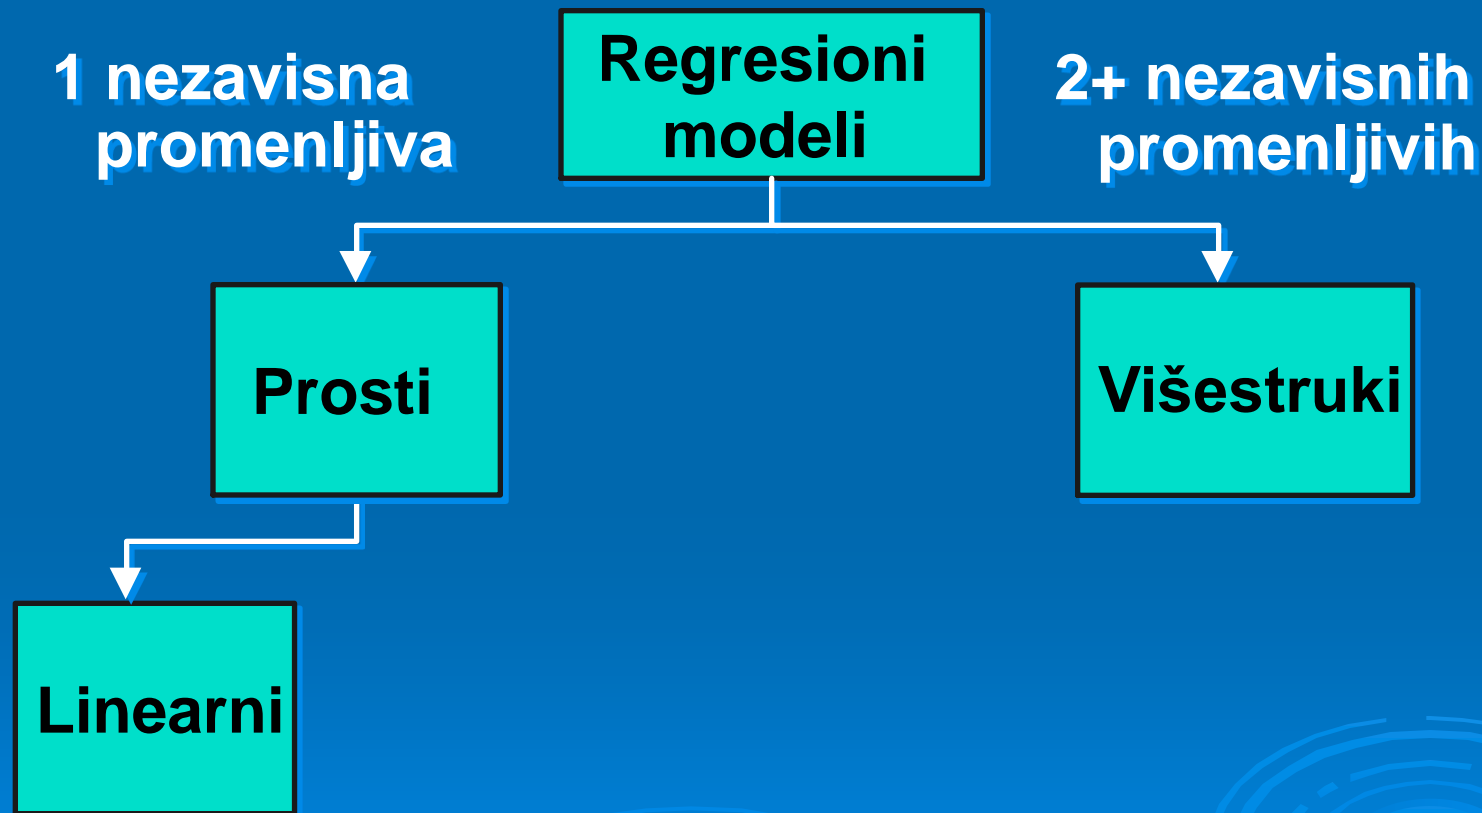 1 nezavisna
promenljiva
Regresioni
modeli
2+ nezavisnih
promenljivih
Prosti
Višestruki
Linearni